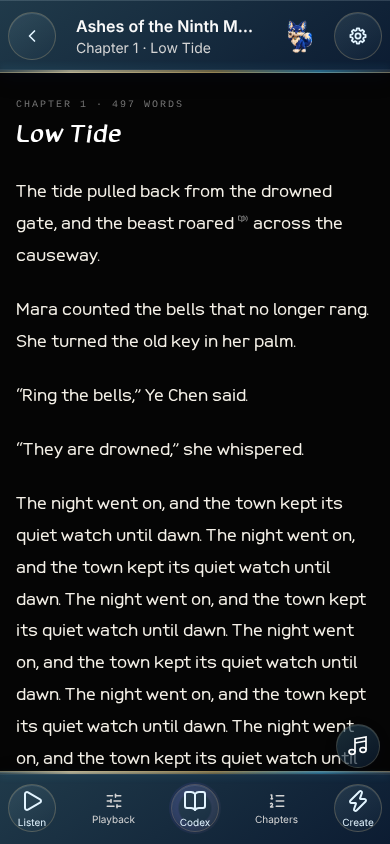 Ashes of the Ninth M...
Chapter 1 · Low Tide
CHAPTER 1 · 497 WORDS
Low Tide
The tide pulled back from the drowned
gate, and the beast roared across the
causeway.
Mara counted the bells that no longer rang.
She turned the old key in her palm.
“Ring the bells,” Ye Chen said.
“They are drowned,” she whispered.
The night went on, and the town kept its
quiet watch until dawn. The night went on,
and the town kept its quiet watch until
dawn. The night went on, and the town kept
its quiet watch until dawn. The night went
on, and the town kept its quiet watch until
dawn. The night went on, and the town kept
its quiet watch until dawn. The night went
on, and the town kept its quiet watch until
Listen
Playback
Codex
Chapters
Create